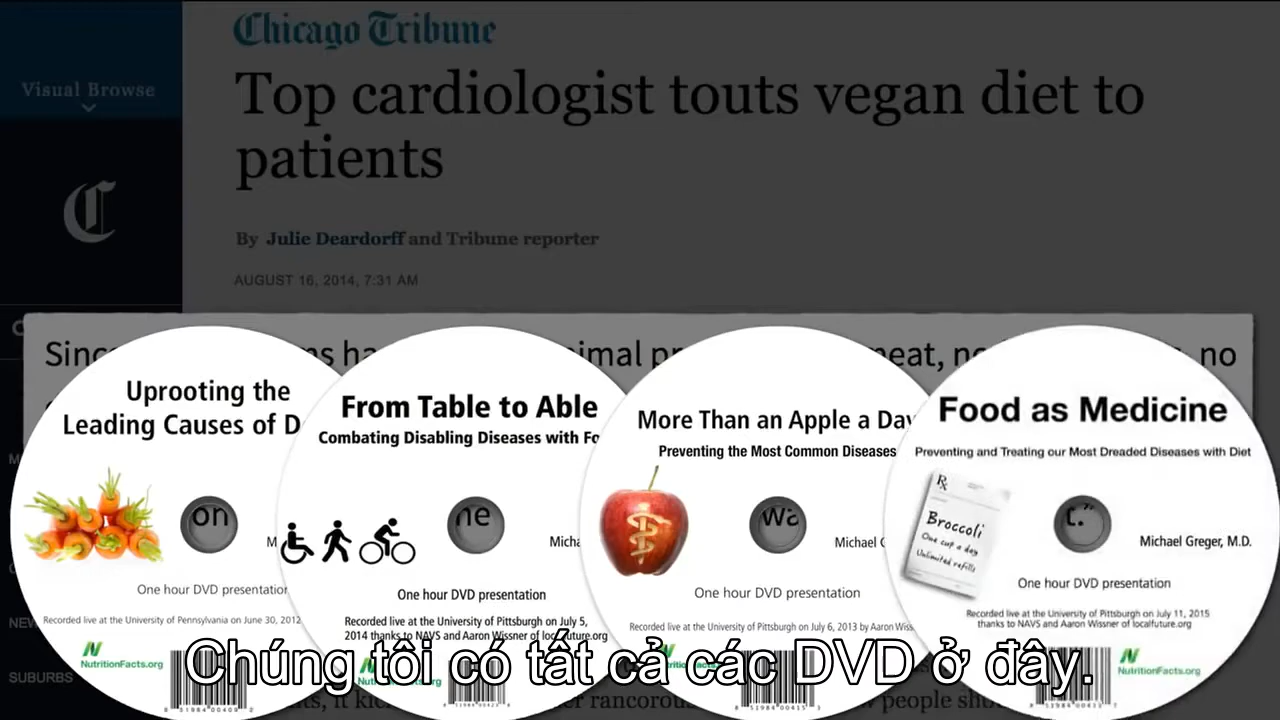 Chicago Tribune
Visual Browse
Top cardiologist touts vegan diet to
patients
By Julie Deardorff and Tribune reporter
AUGUST 16, 2014, 7:31 AM
no
Uprooting the
Leading Causes of
One hour DVD presentation
Recorded live at the University of Pennsylvania on June 30, 2012
NutritionFacts.org
From Table to Able
Combating Disabling Diseases with
One hour DVD presentation
Recorded live at the University of Pittsburgh on July 5,
2014 thanks to NAVS and Aaron Wissner of localfuture.org
More Than an Apple a Day
Preventing the Most Common Diseases
Michael
One hour DVD presentation
Recorded live at the University of Pittsburgh on July 6, 2013 by Aaron
Food as Medicine
Preventing and Treating our Most Dreaded Diseases with Diet
Rx
Broccoli
One cup a day
Unlimited refills
Michael Greger, M.D.
One hour DVD presentation
Recorded live at the University of Pittsburgh on July 11, 2015
thanks to NAVS and Aaron Wissner of localfuture.org
NutritionFacts.org
SUBURBS
Chúng tôi có tất cả các DVD ở đây.